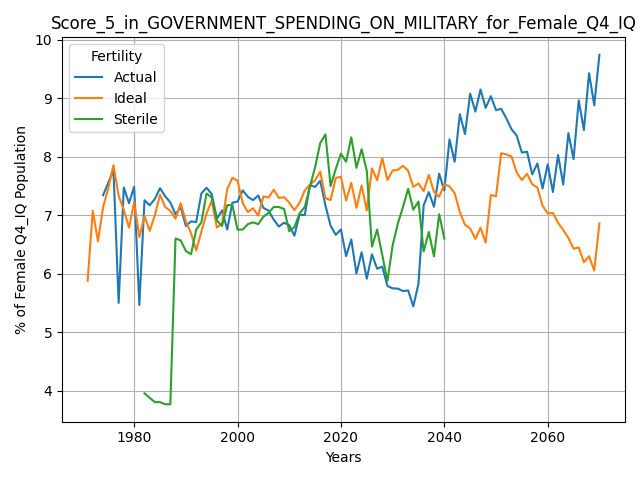 Score_5_in_GOVERNMENT_SPENDING_ON_MILITARY_for_Female_Q4_IQ
Fertility
Actual
Ideal
Sterile
% of Female Q4_IQ Population
10
9
8
7
6
5
4
1980
2000
2020
2040
2060
Years